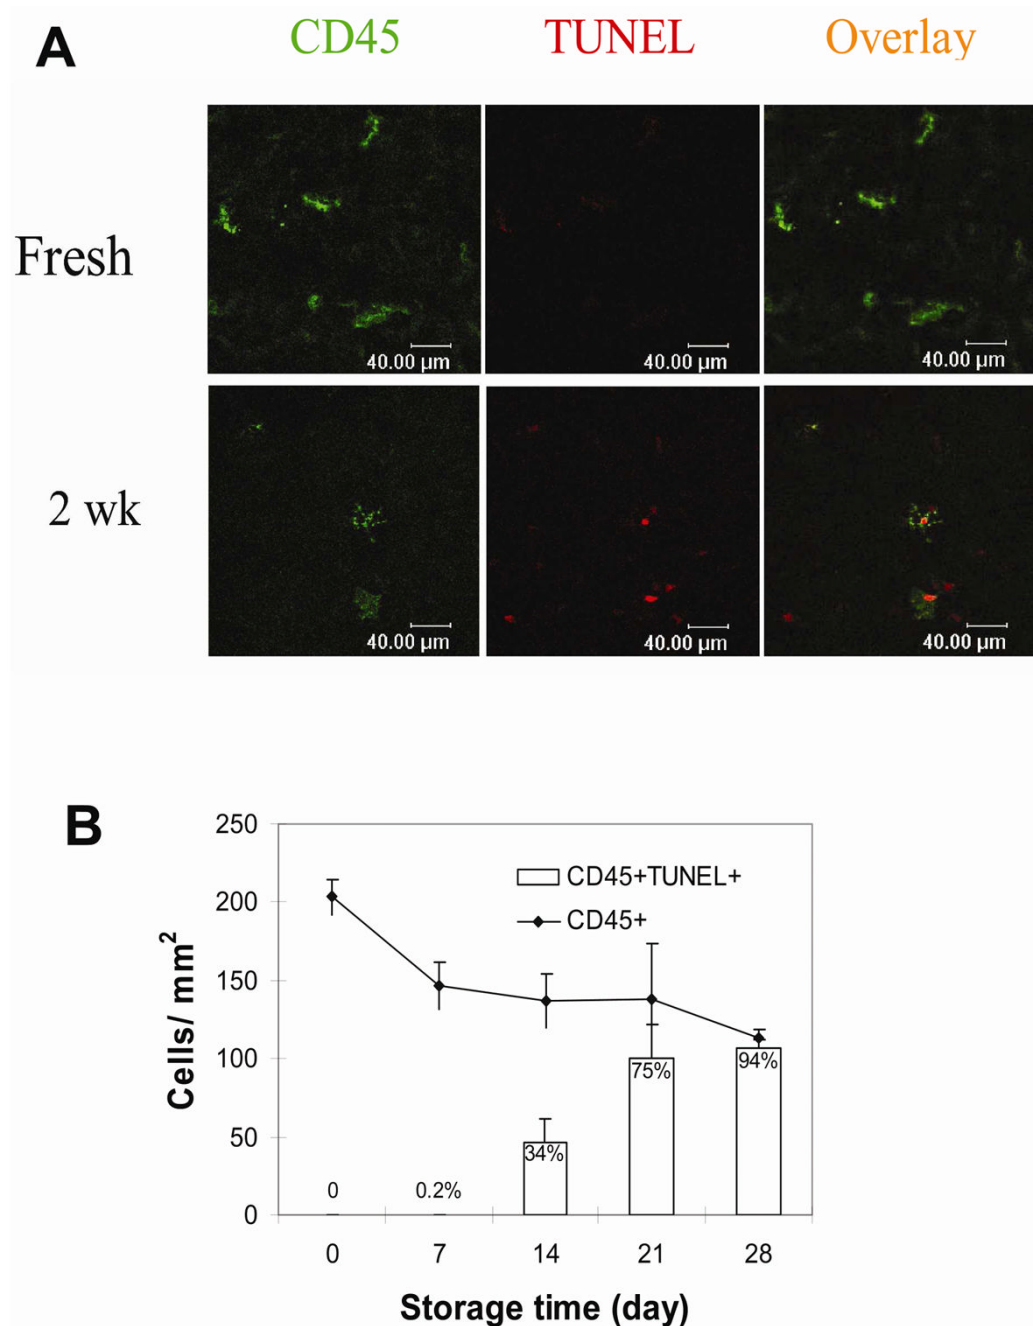 A
CD45 TUNEL Overlay
Fresh
40.00 µm 40.00 µm 40.00 µm
2 wk
40.00 µm 40.00 µm 40.00 µm
B
250
200
150
100
50
0
Cells/ mm²
CD45+TUNEL+
CD45+
0 0.2% 34% 75% 94%
0 7 14 21 28
Storage time (day)